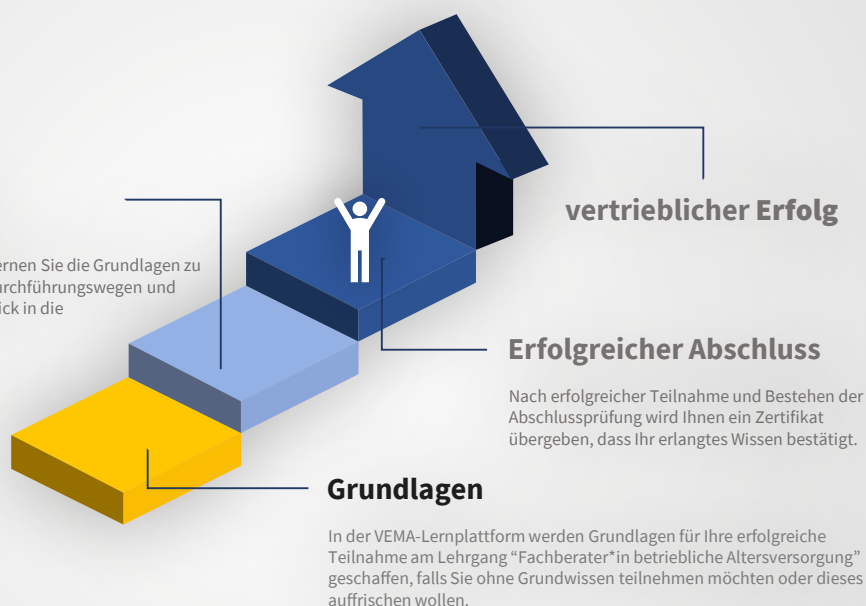 vertrieblicher Erfolg
ernen Sie die Grundlagen zu
urchführungswegen und
ick in die
Erfolgreicher Abschluss
Nach erfolgreicher Teilnahme und Bestehen der
Abschlussprüfung wird Ihnen ein Zertifikat
übergeben, dass Ihr erlangtes Wissen bestätigt.
Grundlagen
In der VEMA-Lernplattform werden Grundlagen für Ihre erfolgreiche
Teilnahme am Lehrgang “Fachberater*in betriebliche Altersversorgung”
geschaffen, falls Sie ohne Grundwissen teilnehmen möchten oder dieses
auffrischen wollen.